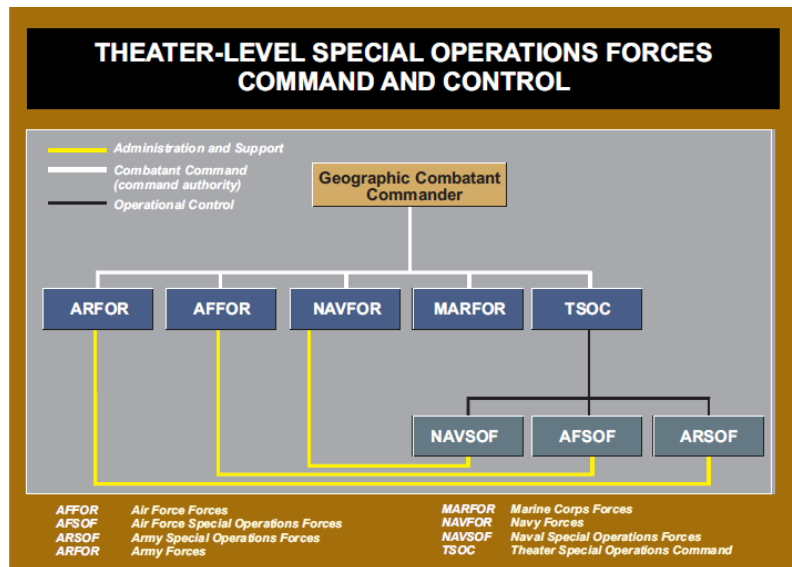 THEATER-LEVEL SPECIAL OPERATIONS FORCES
COMMAND AND CONTROL
Administration and Support
Combatant Command
(command authority)
Operational Control
Geographic Combatant
Commander
ARFOR
AFFOR
NAVFOR
MARFOR
TSOC
NAVSOF
AFSOF
ARSOF
AFFOR Air Force Forces
AFSOF Air Force Special Operations Forces
ARSOF Army Special Operations Forces
ARFOR Army Forces
MARFOR Marine Corps Forces
NAVFOR Navy Forces
NAVSOF Naval Special Operations Forces
TSOC Theater Special Operations Command